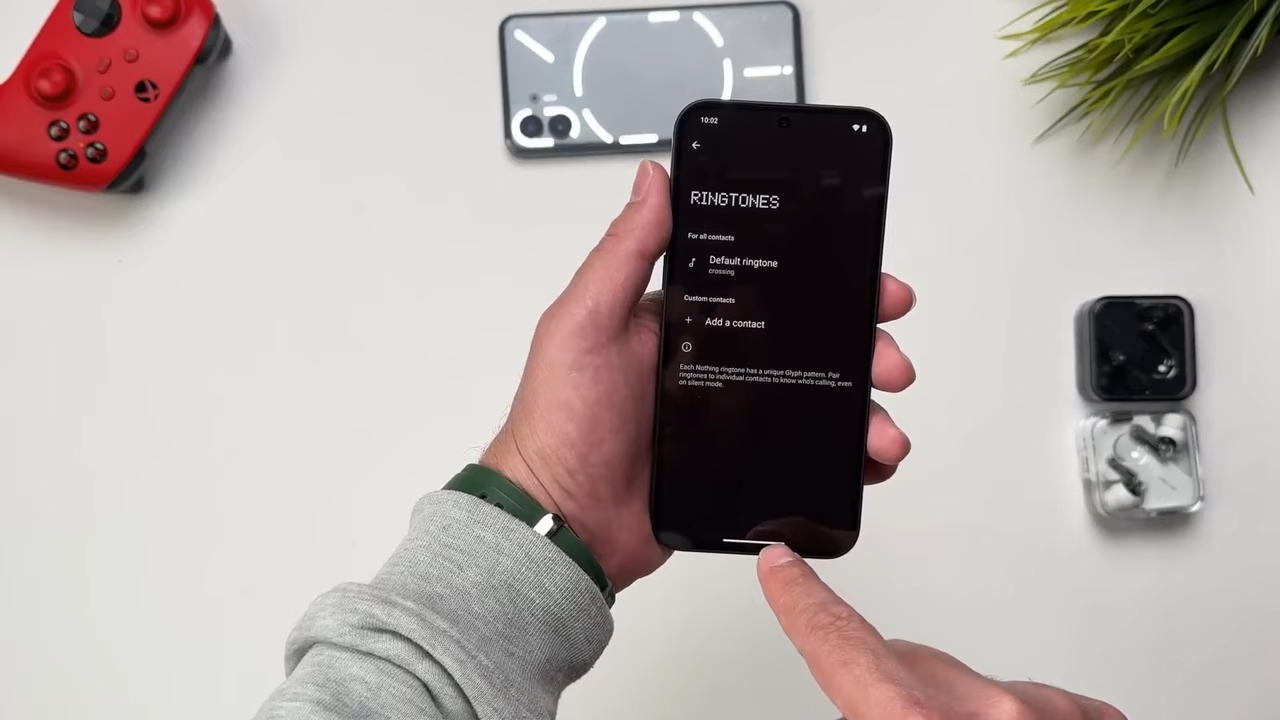 10:02
RINGTONES
For all contacts
Default ringtone
crossing
Custom contacts
Add a contact
Each Nothing ringtone has a unique Glyph pattern. Pair
ringtones to individual contacts to know who's calling, even
on silent mode.